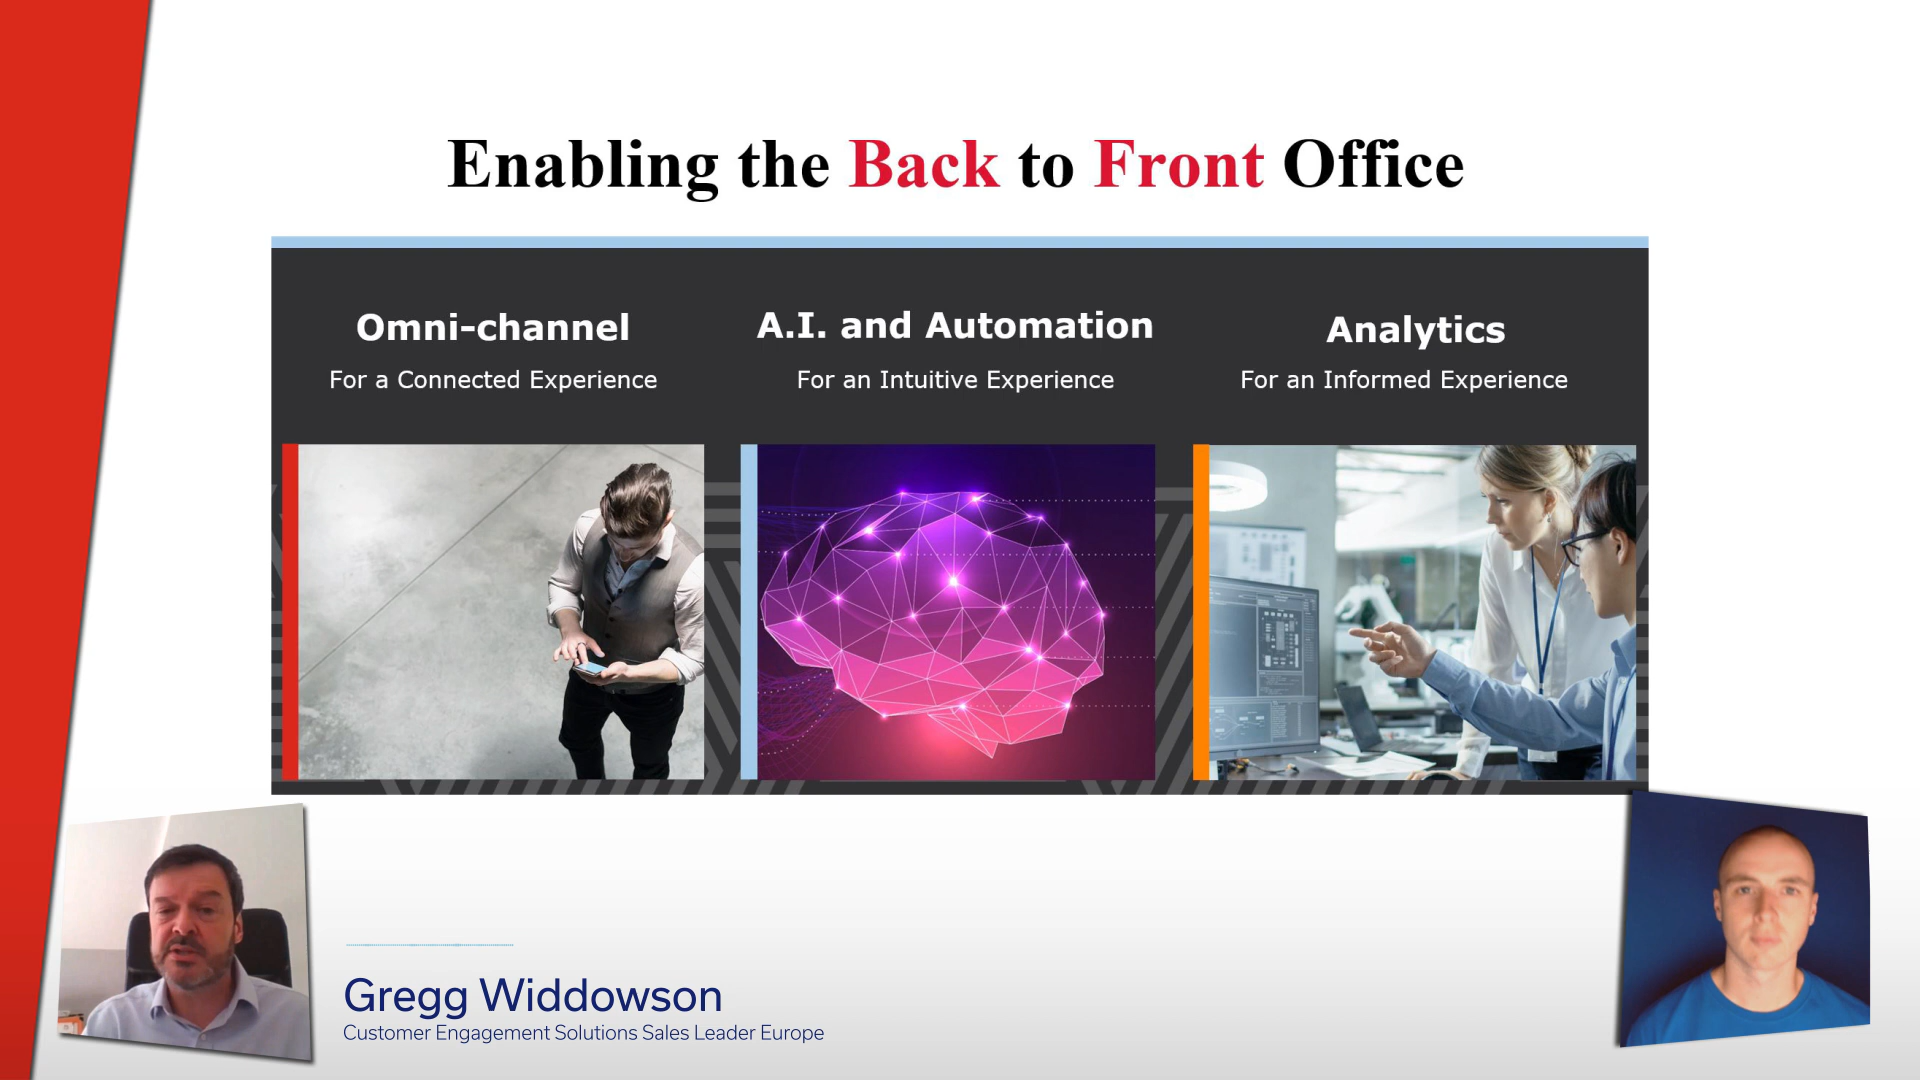 Enabling the Back to Front Office
Omni-channel
For a Connected Experience
A.I. and Automation
For an Intuitive Experience
Analytics
For an Informed Experience
Gregg Widdowson
Customer Engagement Solutions Sales Leader Europe